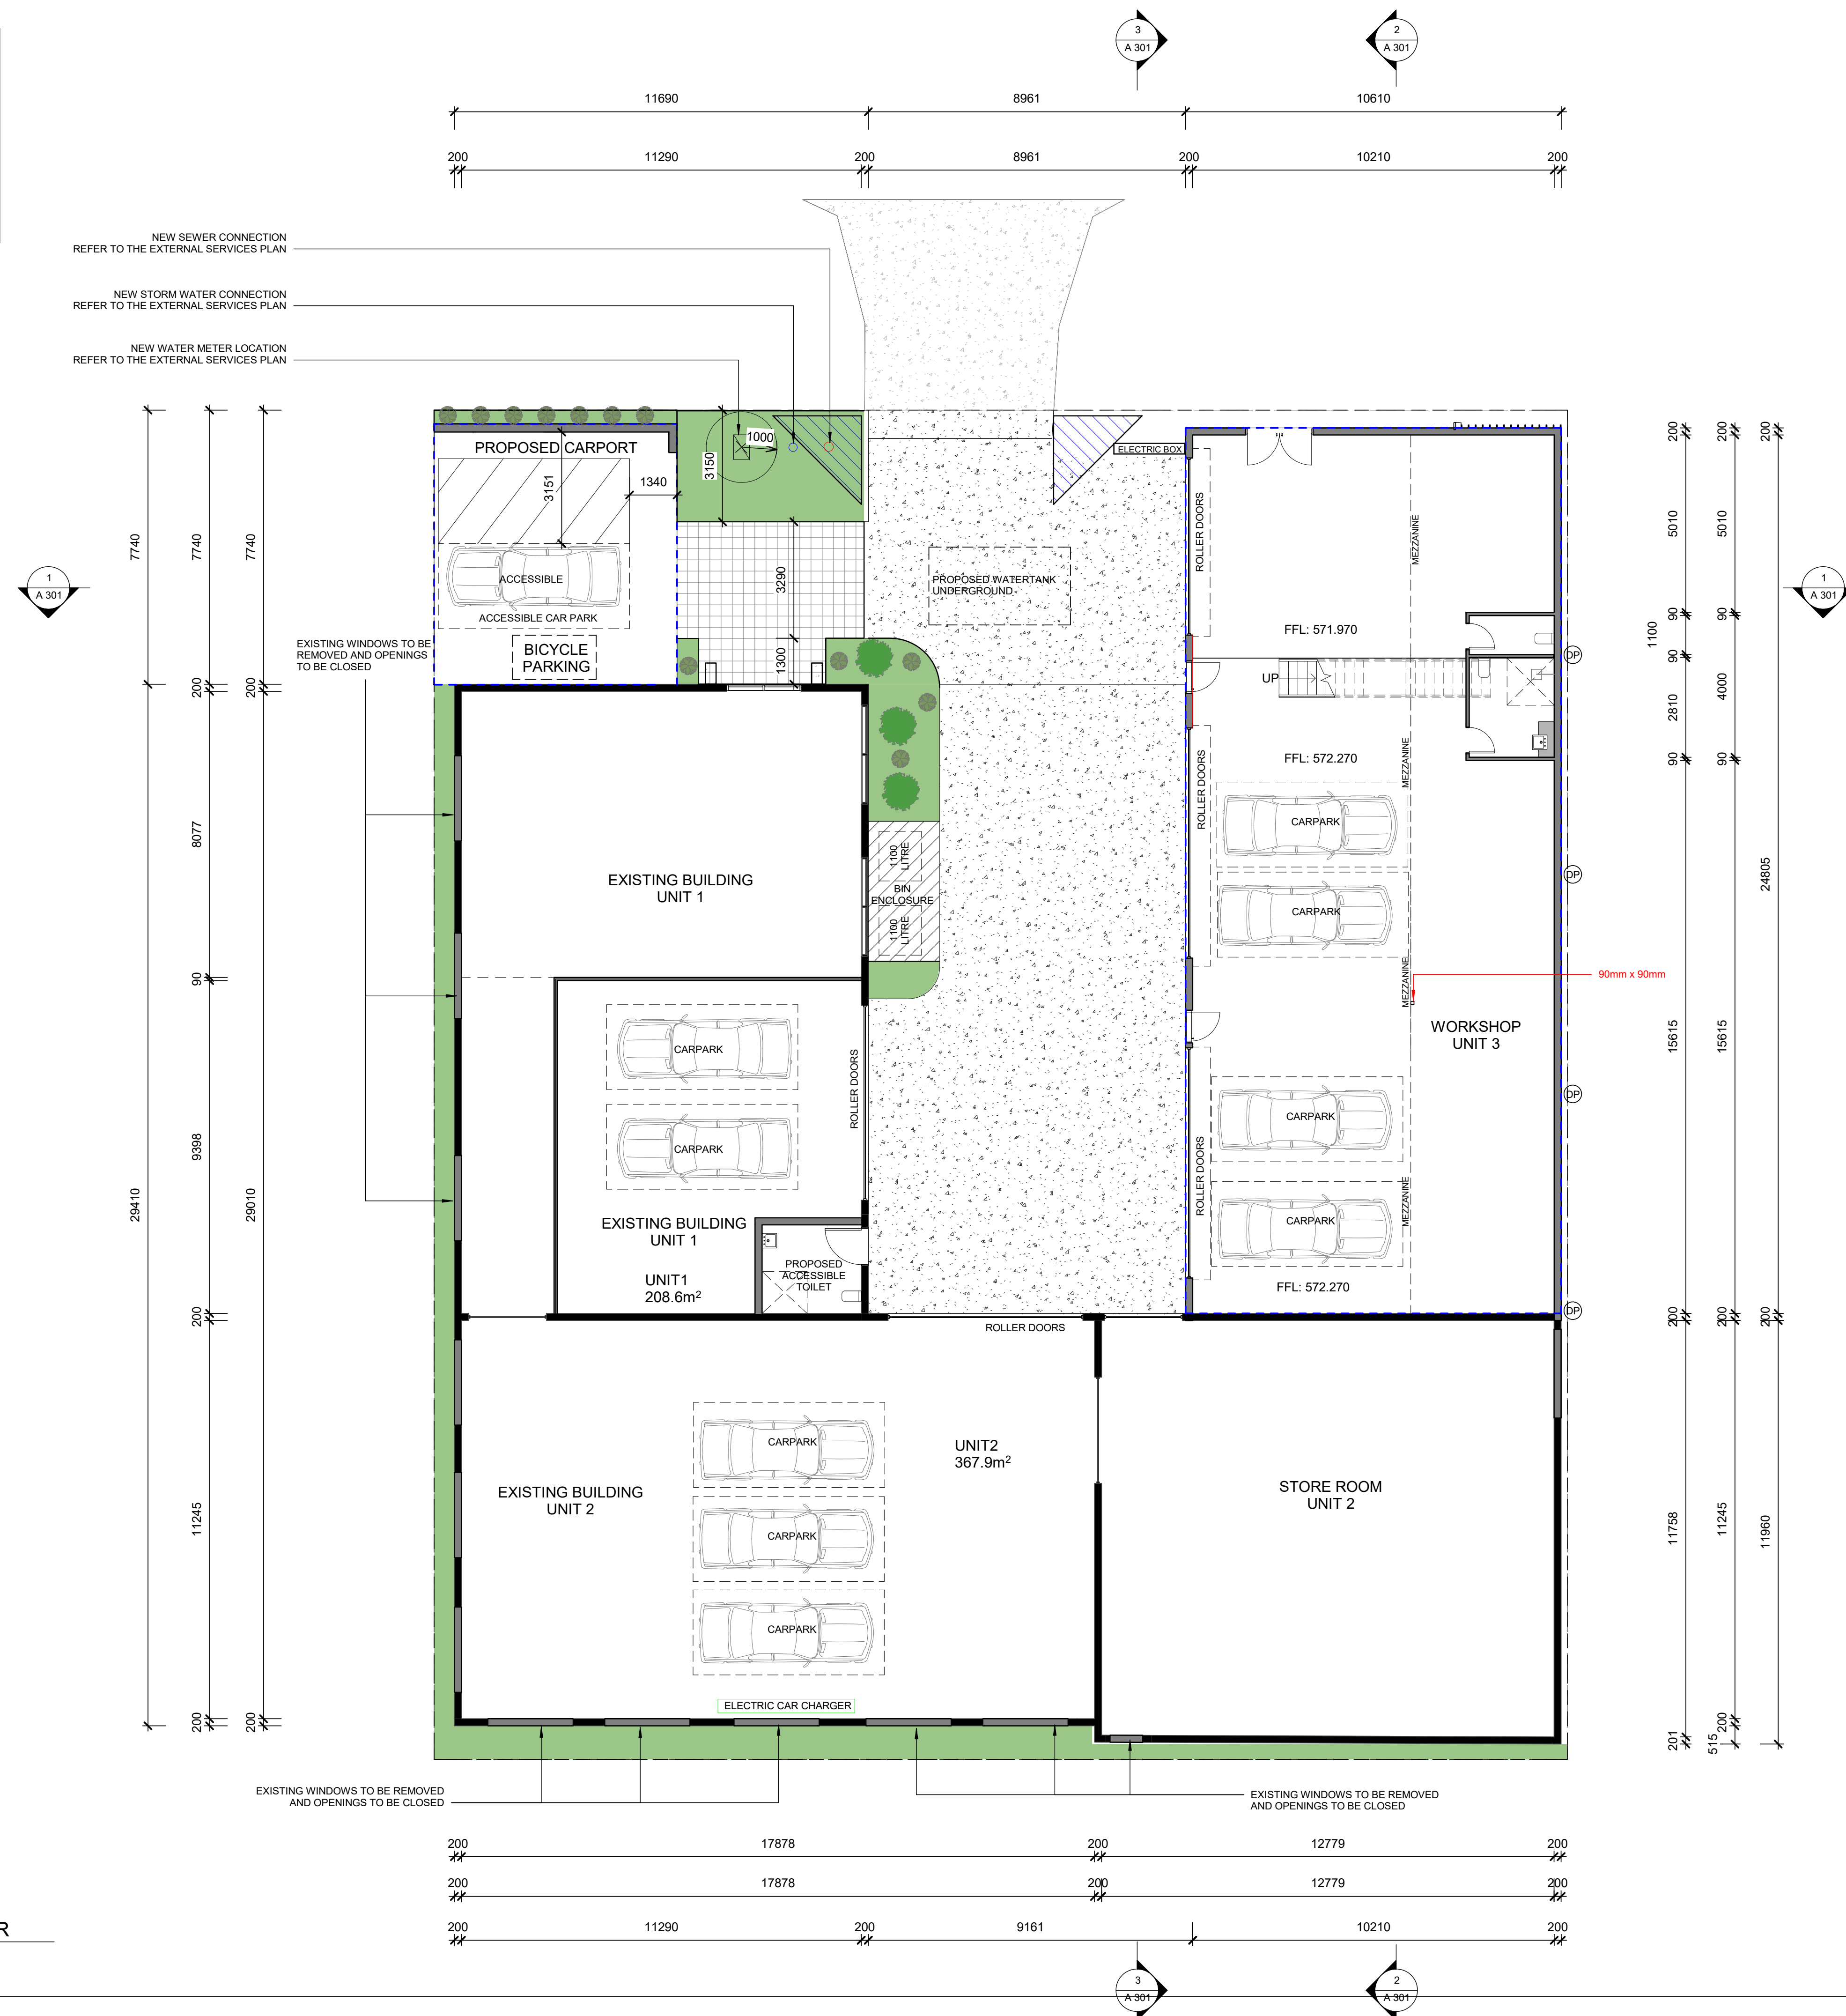 3
A 301
2
A 301
11690
8961
10610
200
11290
200
8961
200
10210
200
NEW SEWER CONNECTION
REFER TO THE EXTERNAL SERVICES PLAN
NEW STORM WATER CONNECTION
REFER TO THE EXTERNAL SERVICES PLAN
NEW WATER METER LOCATION
REFER TO THE EXTERNAL SERVICES PLAN
1
A 301
7740
29410
7740
200
8077
90
9398
200
11245
200
7740
200
29010
200
EXISTING WINDOWS TO BE
REMOVED AND OPENINGS
TO BE CLOSED
PROPOSED CARPORT
3151
1340
ACCESSIBLE
ACCESSIBLE CAR PARK
BICYCLE
PARKING
3150
1000
3290
1300
PROPOSED WATERTANK
UNDERGROUND
ELECTRIC BOX
ROLLER DOORS
MEZZANINE
FFL: 571.970
UP
FFL: 572.270
ROLLER DOORS
MEZZANINE
CARPARK
CARPARK
MEZZANINE
90mm x 90mm
WORKSHOP
UNIT 3
CARPARK
CARPARK
ROLLER DOORS
MEZZANINE
FFL: 572.270
DP
DP
DP
DP
EXISTING BUILDING
UNIT 1
1100
LITRE
BIN
ENCLOSURE
1100
LITRE
CARPARK
CARPARK
ROLLER DOORS
EXISTING BUILDING
UNIT 1
UNIT1
208.6m2
PROPOSED
ACCESSIBLE
TOILET
ROLLER DOORS
EXISTING BUILDING
UNIT 2
CARPARK
CARPARK
CARPARK
UNIT2
367.9m2
STORE ROOM
UNIT 2
ELECTRIC CAR CHARGER
EXISTING WINDOWS TO BE REMOVED
AND OPENINGS TO BE CLOSED
EXISTING WINDOWS TO BE REMOVED
AND OPENINGS TO BE CLOSED
200
5010
90
1100
90
2810
90
15615
200
11758
201
200
5010
90
4000
90
15615
200
11245
200
515
200
24805
200
11960
1
A 301
200
17878
200
12779
200
200
17878
200
12779
200
200
11290
200
9161
10210
200
R
3
A 301
2
A 301